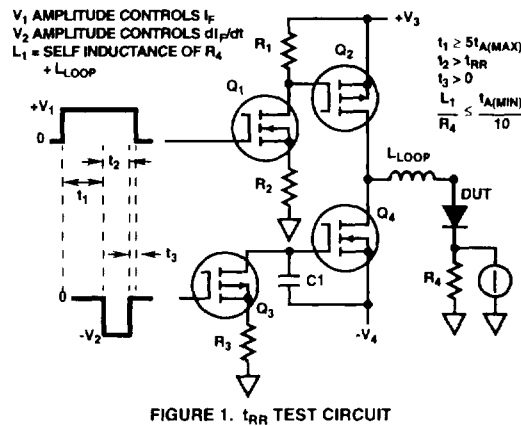 V1 AMPLITUDE CONTROLS IF
V2 AMPLITUDE CONTROLS dIF/dt
L1 = SELF INDUCTANCE OF R4
+ LLOOP
+V3
t1 ≥ 5tA(MAX)
t2 > tRR
t3 > 0
L1/R4 ≤ tA(MIN)/10
R1
Q2
Q1
+V1
0
t2
t1
t3
R2
LLOOP
DUT
Q4
R4
C1
0
-V2
Q3
R3
-V4
FIGURE 1. tRR TEST CIRCUIT